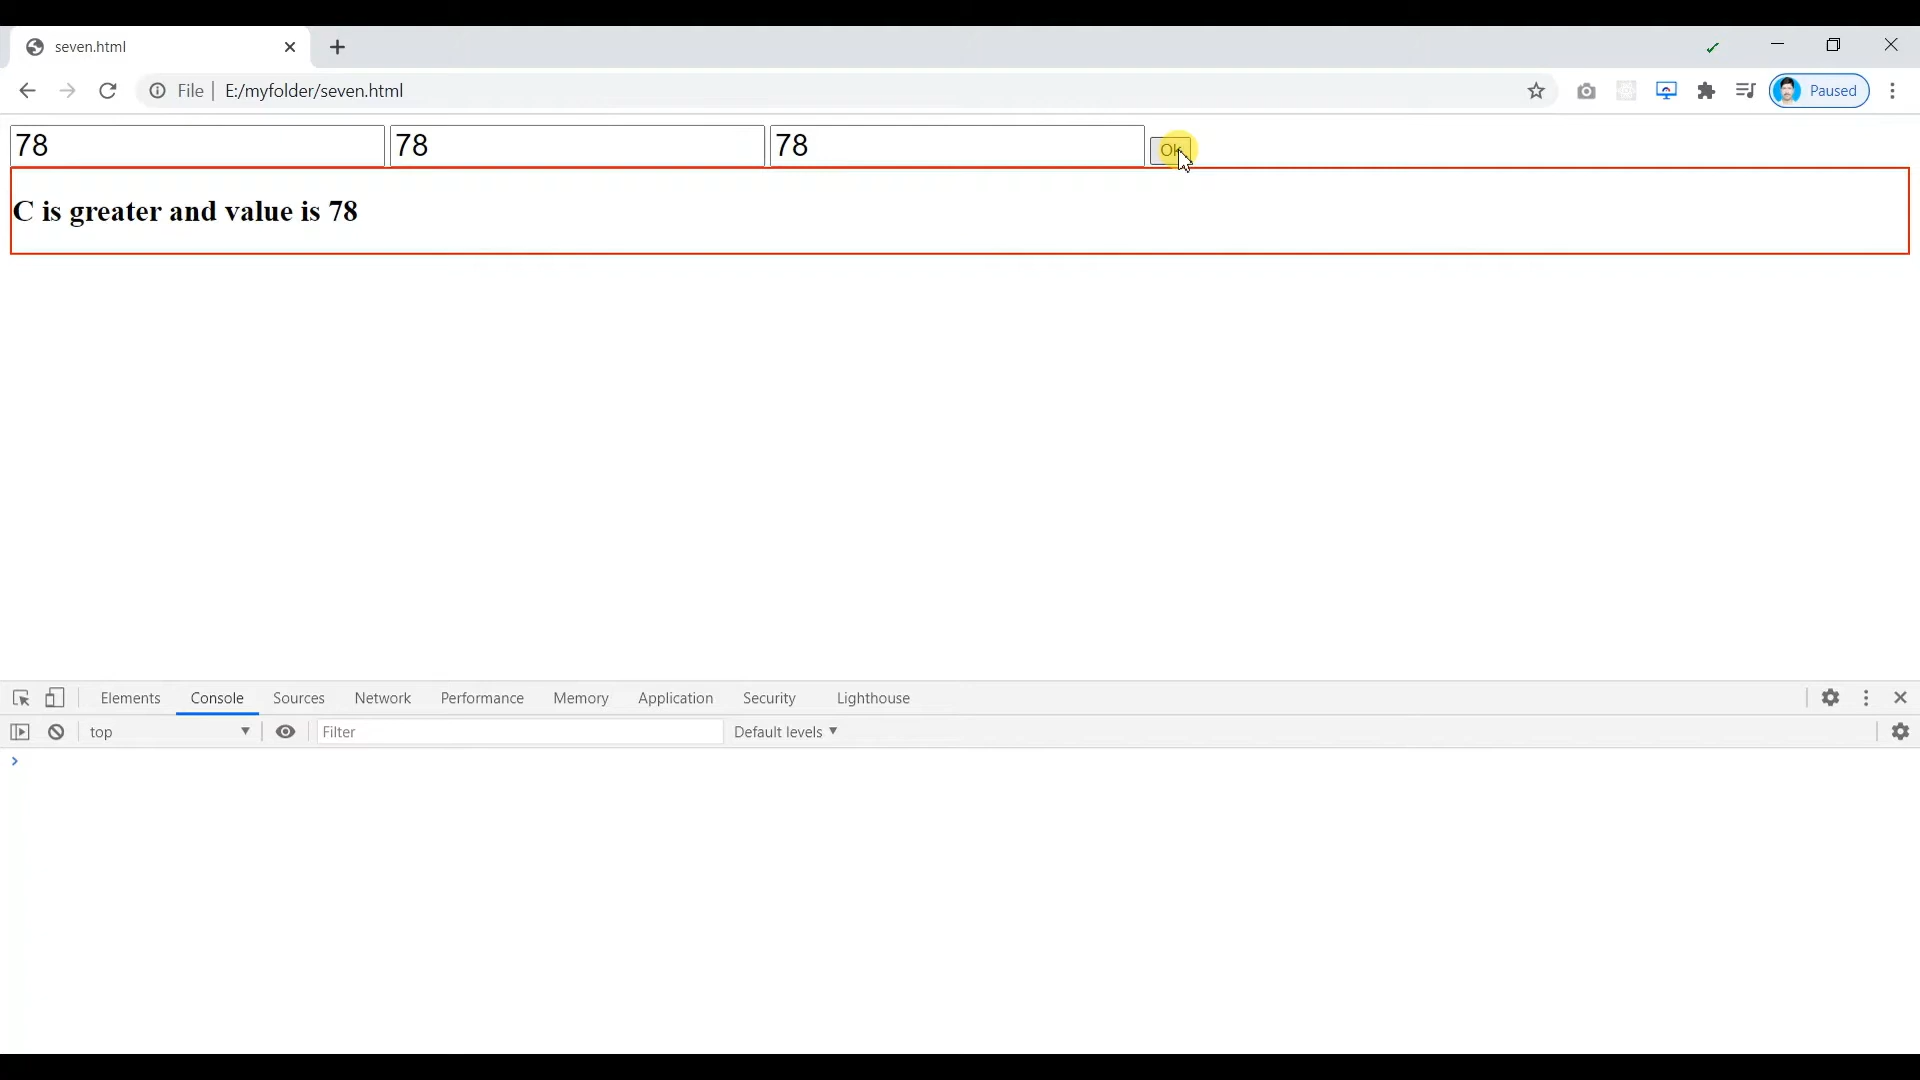 seven.html
File
E:/myfolder/seven.html
Paused
78 78 78 Ok
C is greater and value is 78
Elements Console Sources Network Performance Memory Application Security Lighthouse
top Filter Default levels